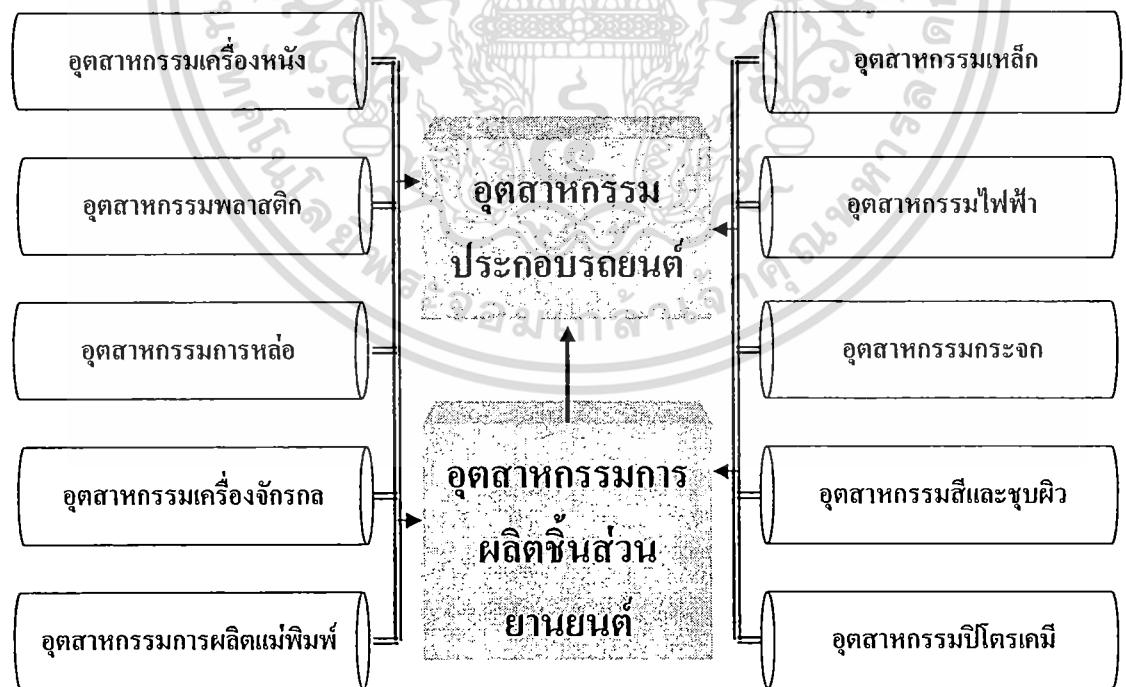 อุตสาหกรรมเครื่องหนัง
อุตสาหกรรมพลาสติก
อุตสาหกรรมการหล่อ
อุตสาหกรรมเครื่องจักรกล
อุตสาหกรรมการผลิตแม่พิมพ์
อุตสาหกรรม
ประกอบรถยนต์
อุตสาหกรรมการ
ผลิตชิ้นส่วน
ยานยนต์
อุตสาหกรรมเหล็ก
อุตสาหกรรมไฟฟ้า
อุตสาหกรรมกระจก
อุตสาหกรรมสีและชุบผิว
อุตสาหกรรมปิโตรเคมี